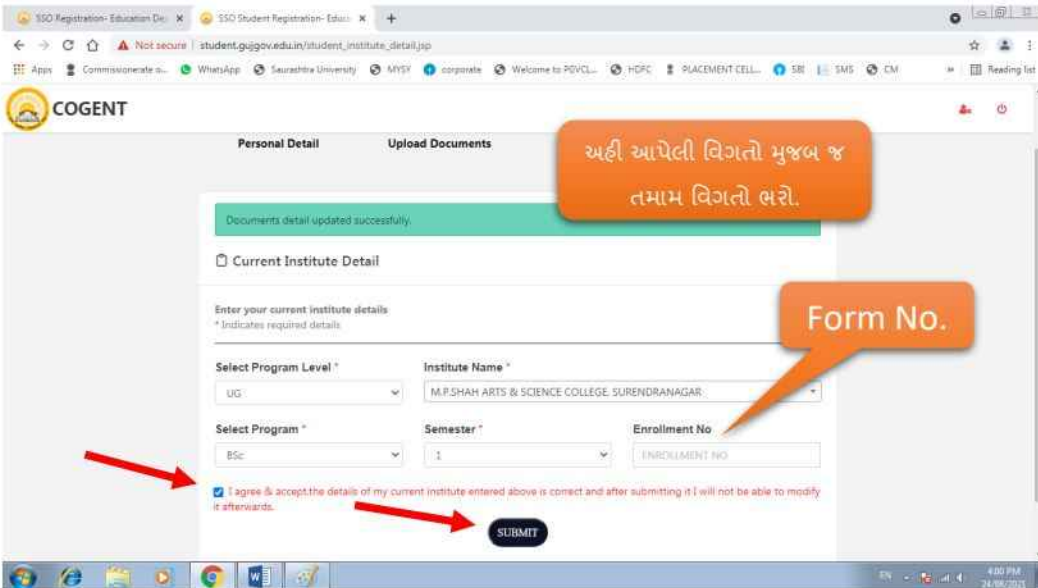 SSO Registration- Education De
SSO Student Registration- Educ
Not secure
student.gujgov.edu.in/student_institute_detail.jsp
Apps
Commissionerate o...
WhatsApp
Saurashtra University
MYSY
corporate
Welcome to PGVCL...
HDFC
PLACEMENT CELL...
SBI
SMS
CM
Reading list
COGENT
Personal Detail
Upload Documents
અહી આપેલી વિગતો મુજબ જ
તમામ વિગતો ભરો.
Documents detail updated successfully.
Current Institute Detail
Enter your current institute details
* Indicates required details
Form No.
Select Program Level *
Institute Name *
UG
M.P.SHAH ARTS & SCIENCE COLLEGE, SURENDRANAGAR
Select Program *
Semester *
Enrollment No
BSc
1
ENROLLMENT NO
I agree & accept,the details of my current institute entered above is correct and after submitting it I will not be able to modify
it afterwards.
SUBMIT
EN
4:00 PM
24/08/2021